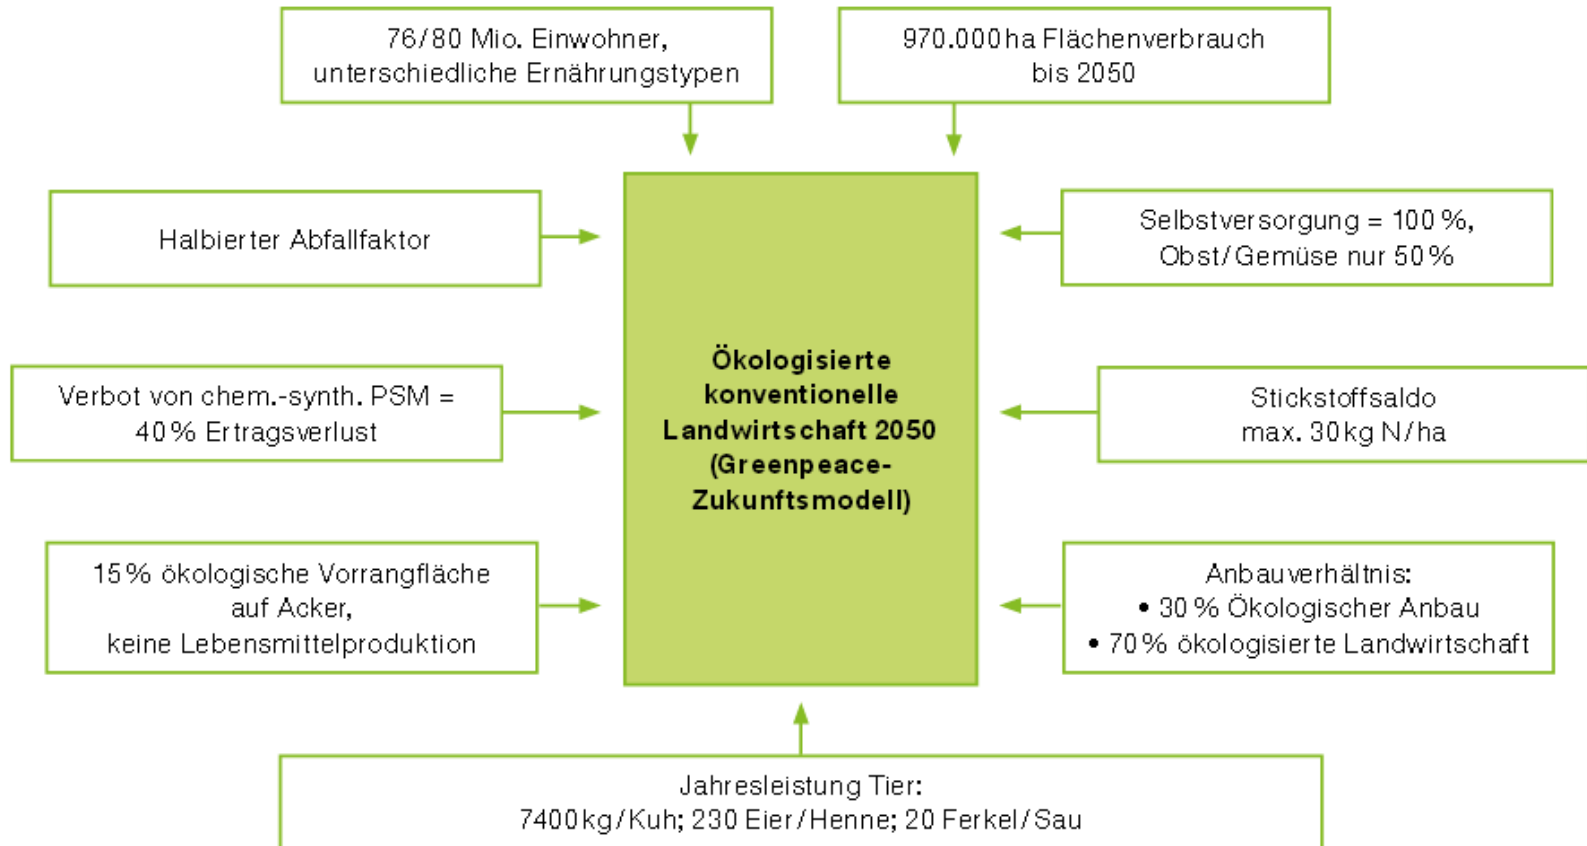 76/80 Mio. Einwohner,
unterschiedliche Ernährungstypen
970.000 ha Flächenverbrauch
bis 2050
Halbierter Abfallfaktor
Selbstversorgung = 100 %,
Obst/Gemüse nur 50 %
Verbot von chem.-synth. PSM =
40 % Ertragsverlust
Ökologisierte
konventionelle
Landwirtschaft 2050
(Greenpeace-
Zukunftsmodell)
Stickstoffsaldo
max. 30 kg N/ha
15 % ökologische Vorrangfläche
auf Acker,
keine Lebensmittelproduktion
Anbauverhältnis:
• 30 % Ökologischer Anbau
• 70 % ökologisierte Landwirtschaft
Jahresleistung Tier:
7400 kg/Kuh; 230 Eier/Henne; 20 Ferkel/Sau